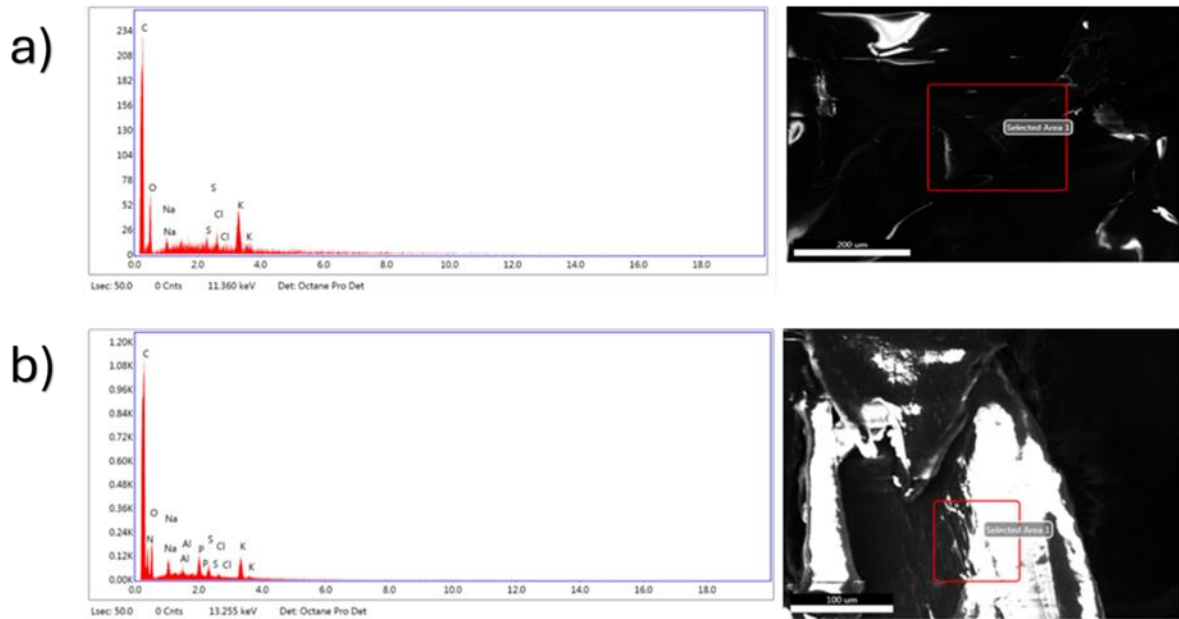 a)
234
208
182
156
130
104
78
52
26
0
C
O
Na
Na
S
S
Cl
Cl
K
K
0.0 2.0 4.0 6.0 8.0 10.0 12.0 14.0 16.0 18.0
Lsec: 50.0 0 Cnts 11.360 keV Det: Octane Pro Det
Selected Area 1
200 um
b)
1.20K
1.08K
0.96K
0.84K
0.72K
0.60K
0.48K
0.36K
0.24K
0.12K
0.00K
C
O
N
Na
Na
Al
Al
P
P
S
S
Cl
Cl
K
K
0.0 2.0 4.0 6.0 8.0 10.0 12.0 14.0 16.0 18.0
Lsec: 50.0 0 Cnts 13.255 keV Det: Octane Pro Det
Selected Area 1
100 um